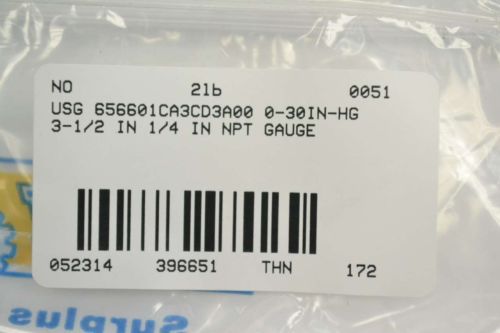 NO 2lb 0051
USG 656601CA3CD3A00 0-30IN-HG
3-1/2 IN 1/4 IN NPT GAUGE
052314 396651 THN 172
Surplus